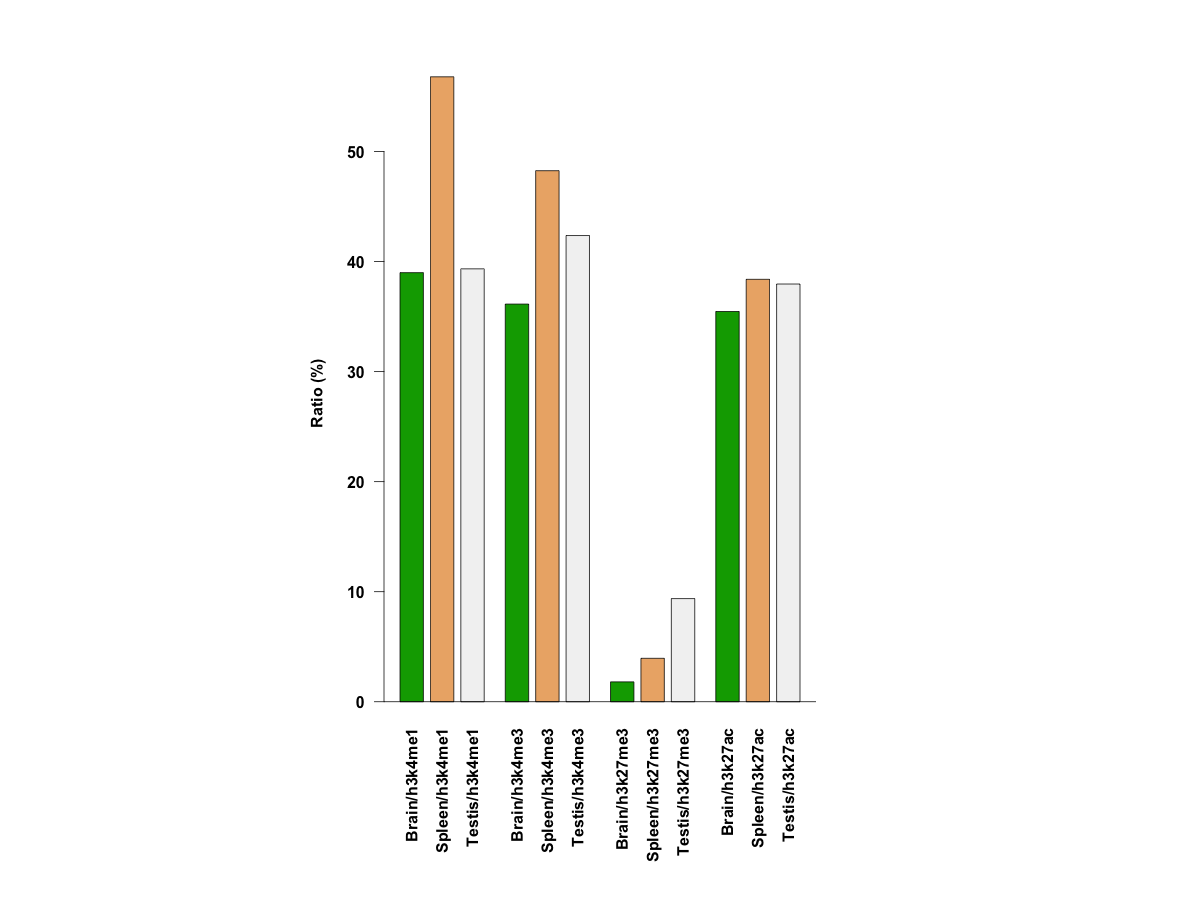 50
40
30
20
10
0
Ratio (%)
Brain/h3k4me1
Spleen/h3k4me1
Testis/h3k4me1
Brain/h3k4me3
Spleen/h3k4me3
Testis/h3k4me3
Brain/h3k27me3
Spleen/h3k27me3
Testis/h3k27me3
Brain/h3k27ac
Spleen/h3k27ac
Testis/h3k27ac